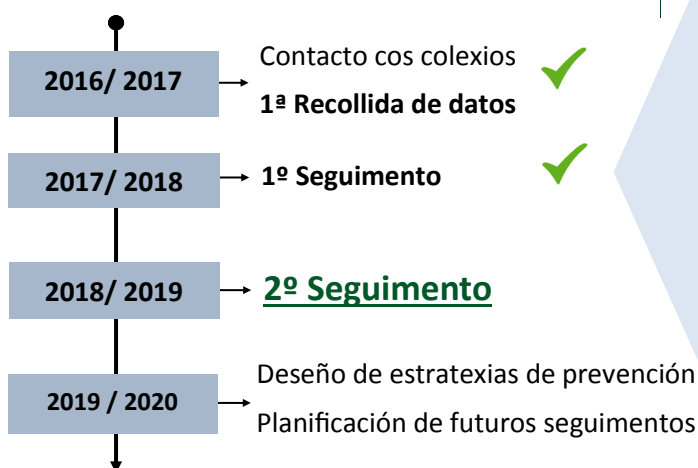 2016/ 2017
Contacto cos colexios
1ª Recollida de datos
2017/ 2018
1º Seguimento
2018/ 2019
2º Seguimento
2019 / 2020
Deseño de estratexias de prevención
Planificación de futuros seguimentos